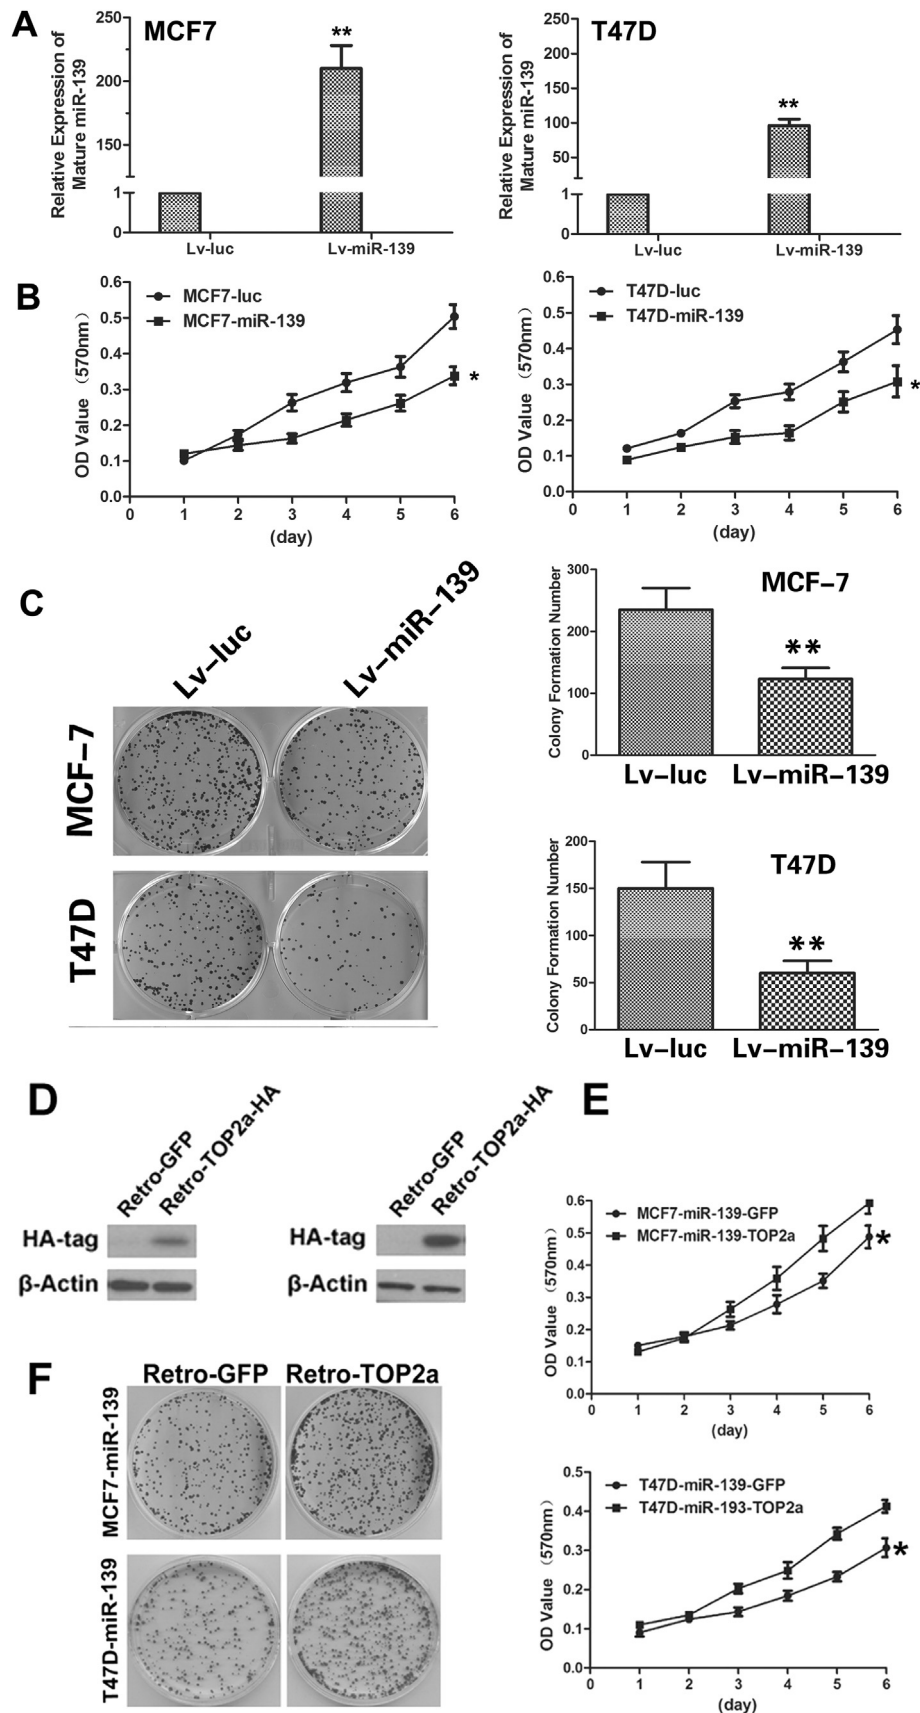 A
MCF7
Relative Expression of
Mature miR-139
250
200
150
1
0
**
Lv-luc
Lv-miR-139
T47D
Relative Expression of
Mature miR-139
250
200
150
100
50
1
0
**
Lv-luc
Lv-miR-139
B
OD Value （570nm）
0.6
0.5
0.4
0.3
0.2
0.1
0.0
MCF7-luc
MCF7-miR-139
*
0 1 2 3 4 5 6
(day)
OD Value （570nm）
0.6
0.5
0.4
0.3
0.2
0.1
0.0
T47D-luc
T47D-miR-139
*
0 1 2 3 4 5 6
(day)
C
Lv–luc
Lv–miR–139
MCF–7
T47D
Colony Formation Number
300
200
100
0
MCF–7
**
Lv–luc
Lv–miR–139
Colony Formation Number
200
150
100
50
0
T47D
**
Lv–luc
Lv–miR–139
D
Retro-GFP
Retro-TOP2a-HA
HA-tag
β-Actin
Retro-GFP
Retro-TOP2a-HA
HA-tag
β-Actin
E
OD Value （570nm）
0.6
0.5
0.4
0.3
0.2
0.1
0.0
MCF7-miR-139-GFP
MCF7-miR-139-TOP2a
*
0 1 2 3 4 5 6
(day)
OD Value （570nm）
0.5
0.4
0.3
0.2
0.1
0.0
T47D-miR-139-GFP
T47D-miR-193-TOP2a
*
0 1 2 3 4 5 6
(day)
F
Retro-GFP
Retro-TOP2a
MCF7-miR-139
T47D-miR-139